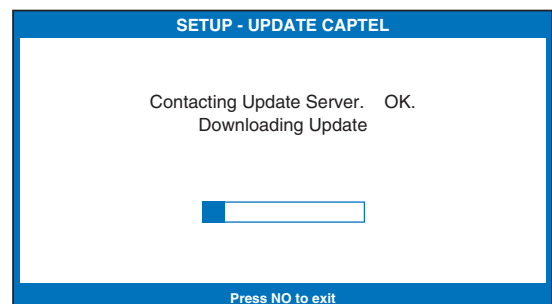 SETUP - UPDATE CAPTEL
Contacting Update Server. OK.
Downloading Update
Press NO to exit